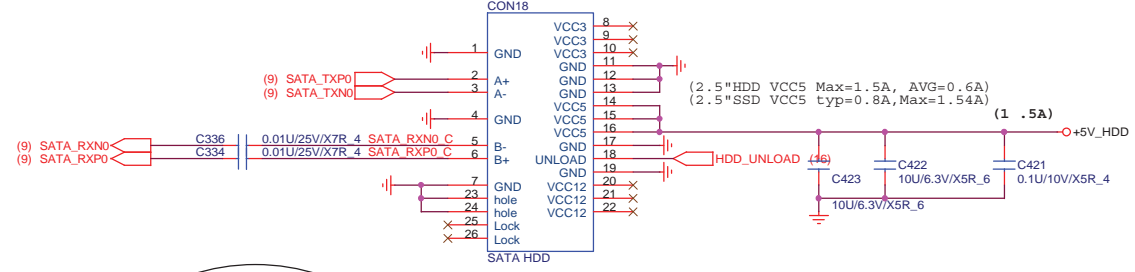 CON18
1 GND
(9) SATA_TXP0 2 A+
(9) SATA_TXN0 3 A-
4 GND
(9) SATA_RXN0 C336 0.01U/25V/X7R_4 SATA_RXN0_C 5 B-
(9) SATA_RXP0 C334 0.01U/25V/X7R_4 SATA_RXP0_C 6 B+
7 GND
23 hole
24 hole
25 Lock
26 Lock
VCC3 8
VCC3 9
VCC3 10
GND 11
GND 12
GND 13
VCC5 14
VCC5 15
VCC5 16
GND 17
UNLOAD 18 HDD_UNLOAD (16)
GND 19
VCC12 20
VCC12 21
VCC12 22
SATA HDD
(2.5"HDD VCC5 Max=1.5A, AVG=0.6A)
(2.5"SSD VCC5 typ=0.8A,Max=1.54A)
(1 .5A)
+5V_HDD
C423
10U/6.3V/X5R_6
C422
10U/6.3V/X5R_6
C421
0.1U/10V/X5R_4